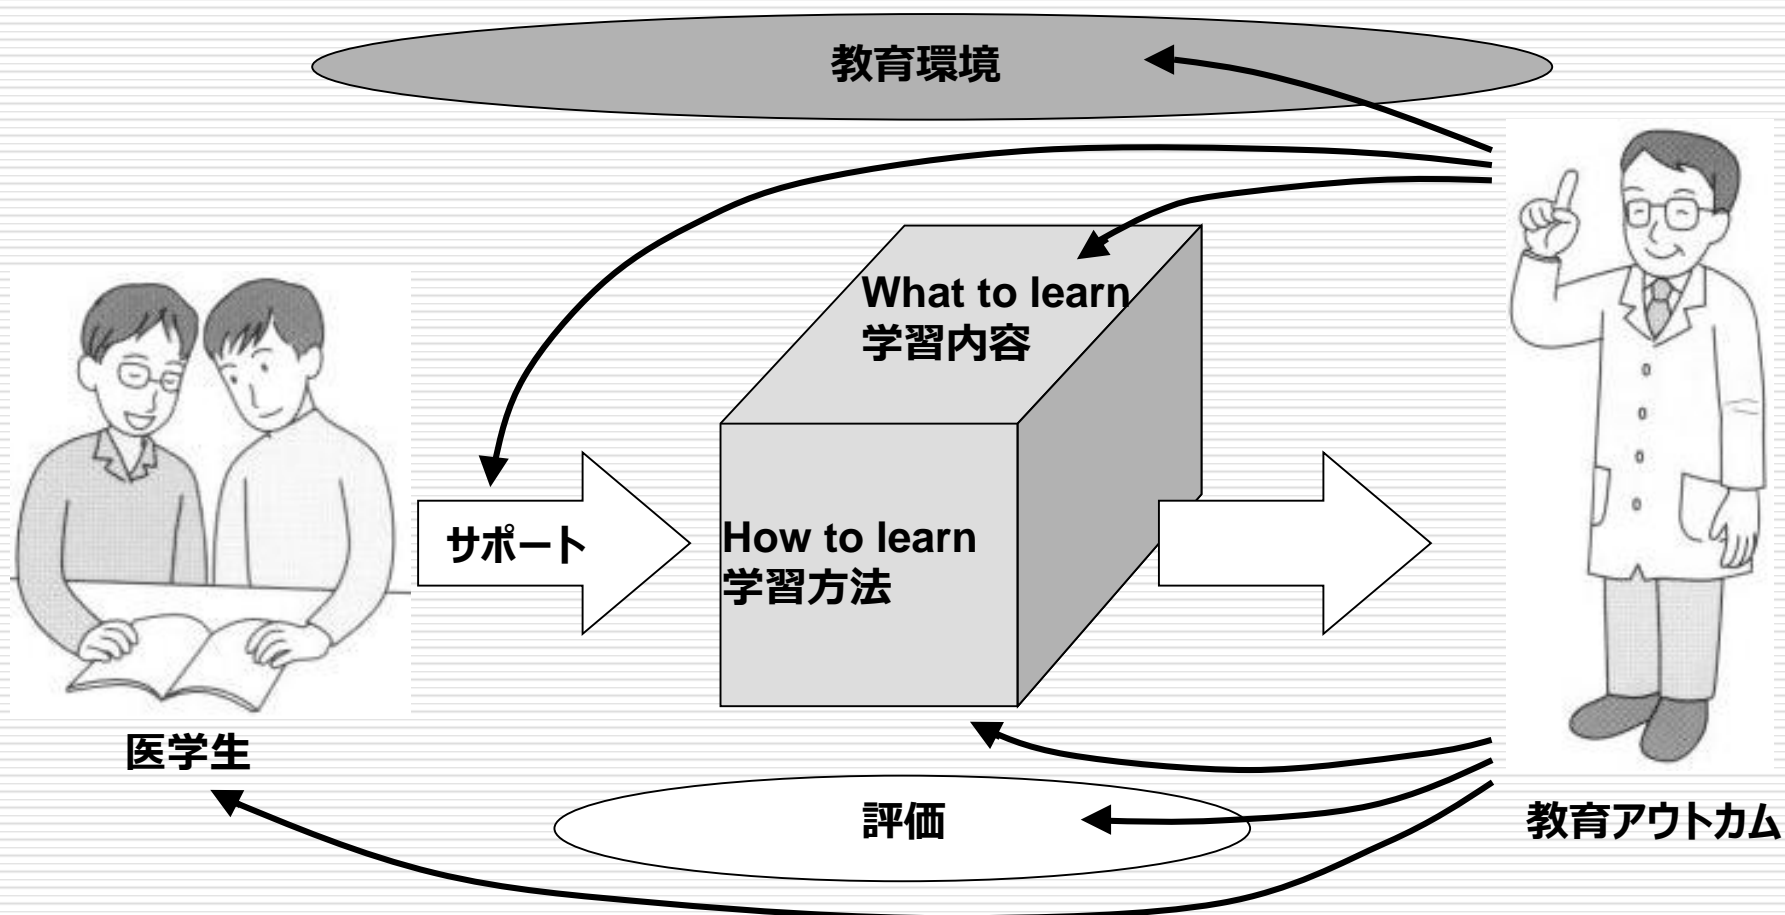 教育環境
What to learn
学習内容
サポート
How to learn
学習方法
医学生
評価
教育アウトカム